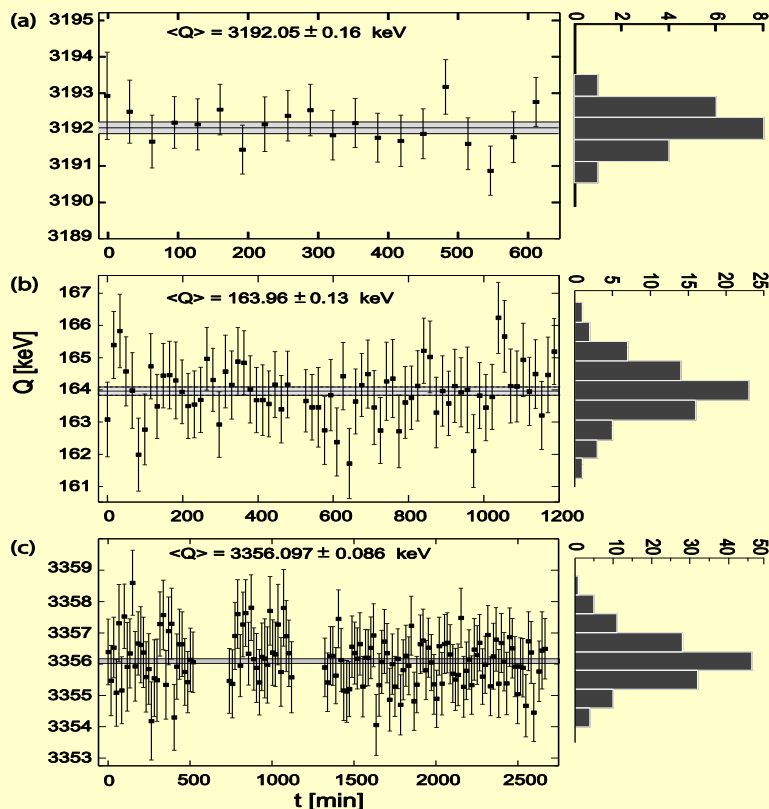 (a)
<Q> = 3192.05 ± 0.16 keV
3195
3194
3193
3192
3191
3190
3189
0 100 200 300 400 500 600
0 2 4 6 8
(b)
<Q> = 163.96 ± 0.13 keV
Q [keV]
167
166
165
164
163
162
161
0 200 400 600 800 1000 1200
0 5 10 15 20 25
(c)
<Q> = 3356.097 ± 0.086 keV
3359
3358
3357
3356
3355
3354
3353
0 500 1000 1500 2000 2500
t [min]
0 10 20 30 40 50